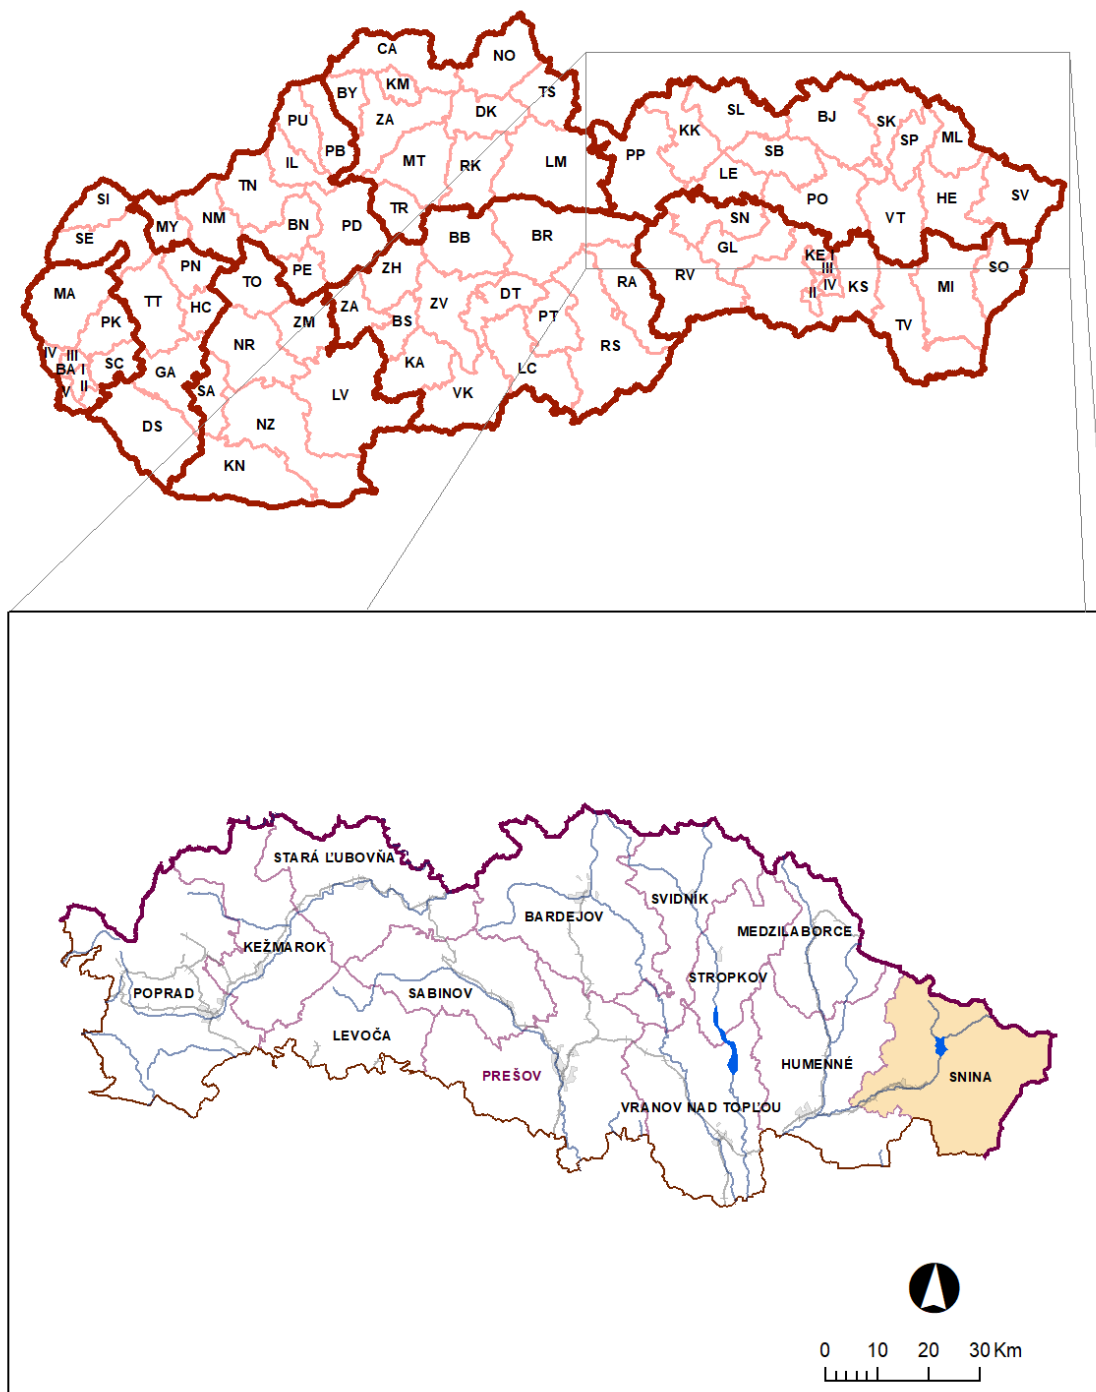 CA
NO
BY
KM
TS
PU
ZA
DK
SL
BJ
SK
SP
ML
KK
PP
SB
IL
PB
MT
RK
LM
LE
TN
SI
NM
MY
BN
PD
TR
SN
PO
VT
HE
SV
SE
BB
BR
GL
PN
PE
ZH
KE I
III
SO
MA
TT
TO
HC
ZA
ZV
DT
RA
RV
IV
II
KS
MI
PK
ZM
BS
PT
TV
IV
III
BA
I
SC
II
V
GA
NR
KA
RS
LC
SA
LV
VK
DS
NZ
KN
STARÁ ĽUBOVŇA
SVIDNÍK
BARDEJOV
MEDZILABORCE
KEŽMAROK
STROPKOV
POPRAD
SABINOV
LEVOČA
HUMENNÉ
PREŠOV
SNINA
VRANOV NAD TOPĽOU
0 10 20 30 Km